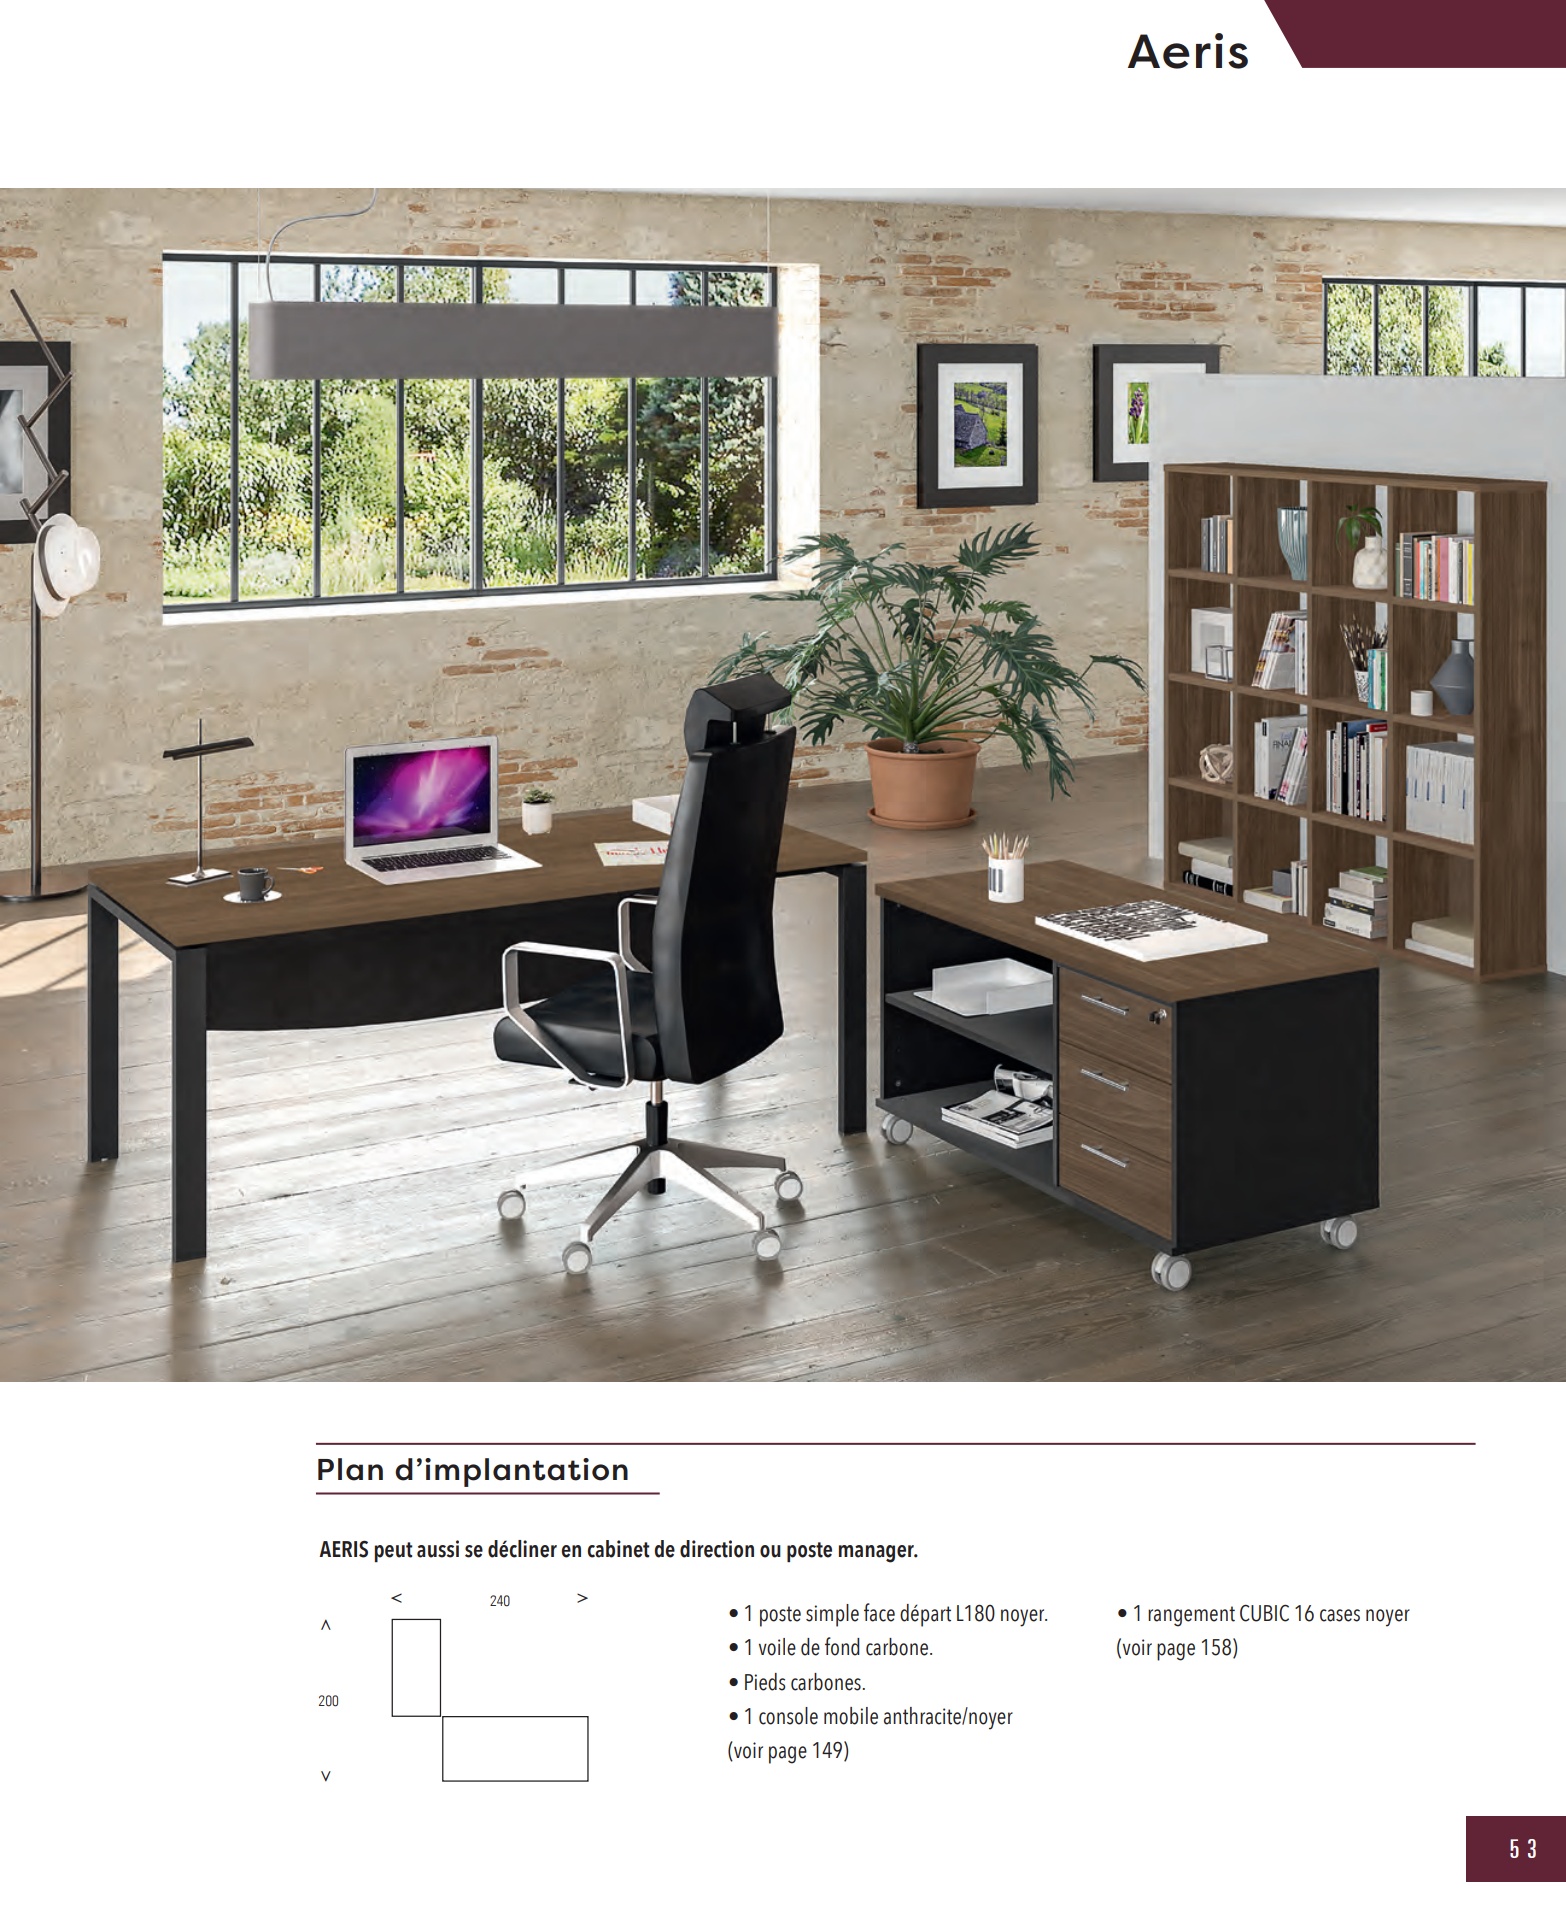 Aeris
Plan d’implantation
AERIS peut aussi se décliner en cabinet de direction ou poste manager.
< 240 >
200
• 1 poste simple face départ L180 noyer.
• 1 voile de fond carbone.
• Pieds carbones.
• 1 console mobile anthracite/noyer
(voir page 149)
• 1 rangement CUBIC 16 cases noyer
(voir page 158)
53